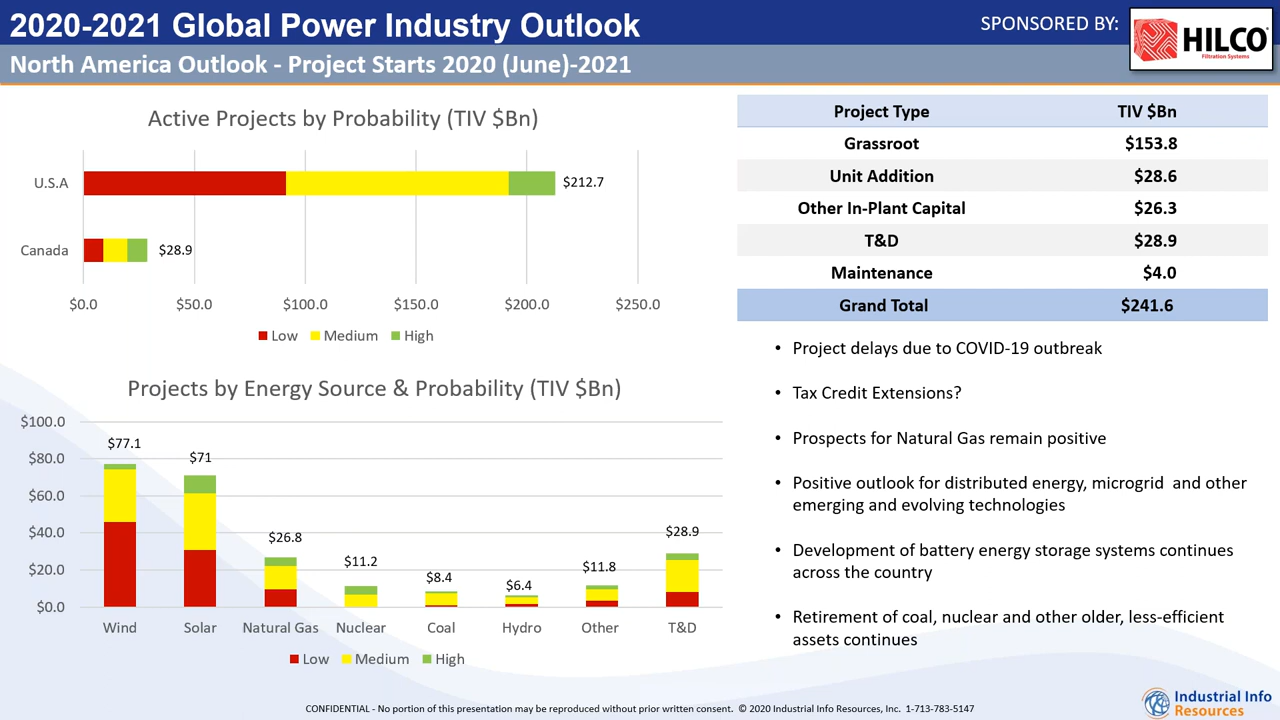 2020-2021 Global Power Industry Outlook
SPONSORED BY:
HILCO
Filtration Systems
North America Outlook - Project Starts 2020 (June)-2021
Active Projects by Probability (TIV $Bn)
U.S.A
$212.7
Canada
$28.9
$0.0 $50.0 $100.0 $150.0 $200.0 $250.0
Low Medium High
Project Type TIV $Bn
Grassroot $153.8
Unit Addition $28.6
Other In-Plant Capital $26.3
T&D $28.9
Maintenance $4.0
Grand Total $241.6
Projects by Energy Source & Probability (TIV $Bn)
$100.0
$80.0
$60.0
$40.0
$20.0
$0.0
$77.1
$71
$26.8
$11.2
$8.4
$6.4
$11.8
$28.9
Wind Solar Natural Gas Nuclear Coal Hydro Other T&D
Low Medium High
• Project delays due to COVID-19 outbreak
• Tax Credit Extensions?
• Prospects for Natural Gas remain positive
• Positive outlook for distributed energy, microgrid and other
emerging and evolving technologies
• Development of battery energy storage systems continues
across the country
• Retirement of coal, nuclear and other older, less-efficient
assets continues
CONFIDENTIAL - No portion of this presentation may be reproduced without prior written consent. © 2020 Industrial Info Resources, Inc. 1-713-783-5147
Industrial Info
Resources